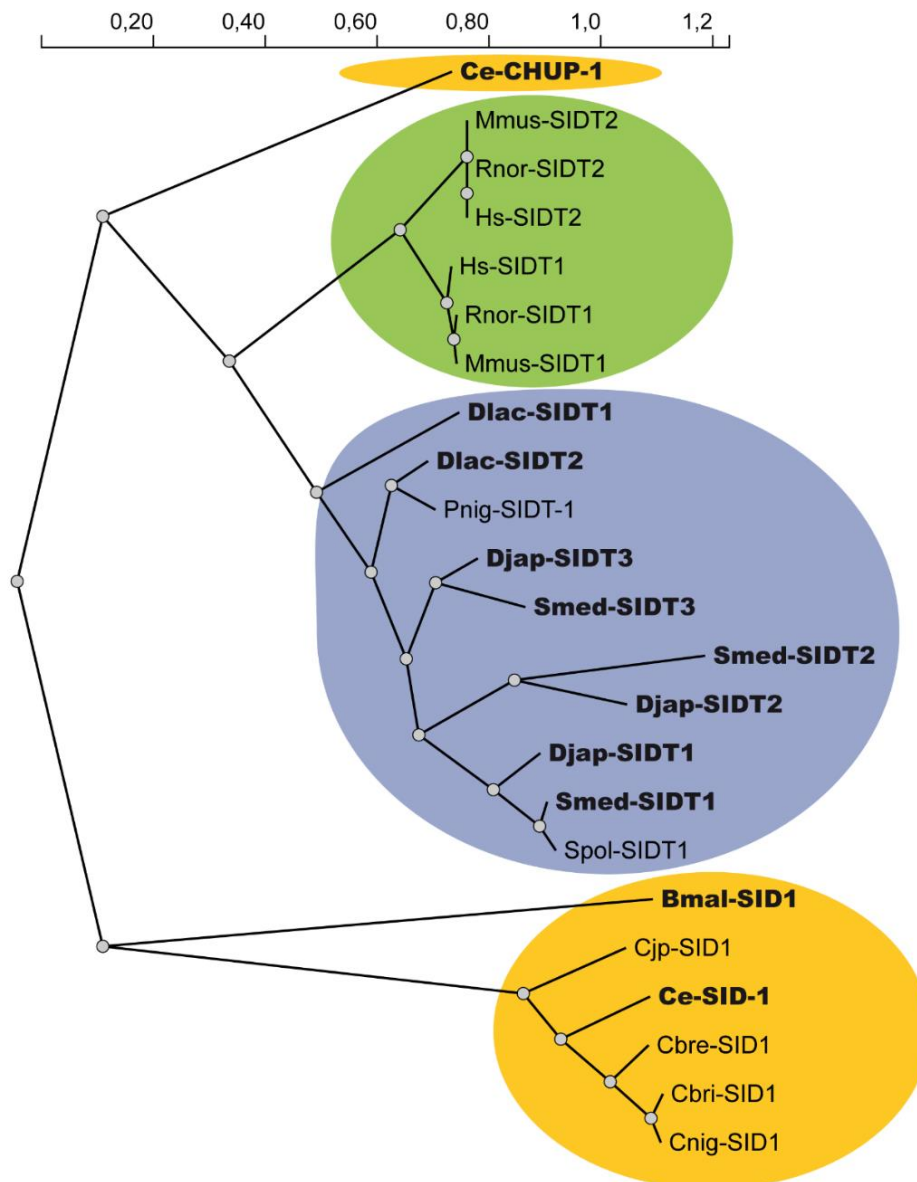 0,20 0,40 0,60 0,80 1,0 1,2
Ce-CHUP-1
Mmus-SIDT2
Rnor-SIDT2
Hs-SIDT2
Hs-SIDT1
Rnor-SIDT1
Mmus-SIDT1
Dlac-SIDT1
Dlac-SIDT2
Pnig-SIDT-1
Djap-SIDT3
Smed-SIDT3
Smed-SIDT2
Djap-SIDT2
Djap-SIDT1
Smed-SIDT1
Spol-SIDT1
Bmal-SID1
Cjp-SID1
Ce-SID-1
Cbre-SID1
Cbri-SID1
Cnig-SID1